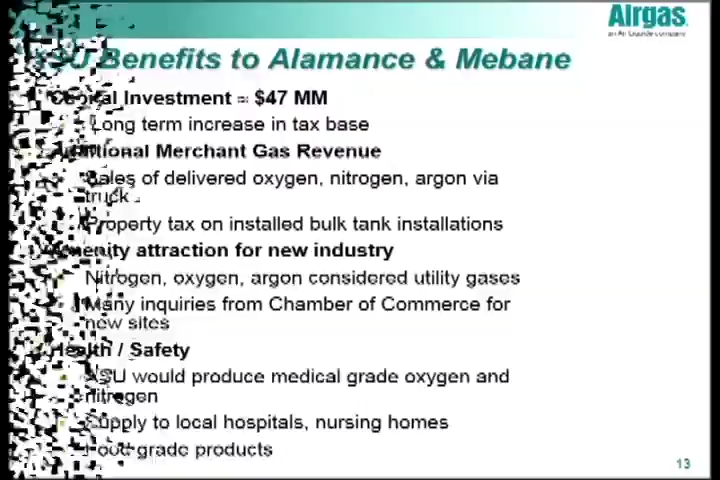 Airgas
an Air Liquide company
ASU Benefits to Alamance & Mebane
Capital Investment = $47 MM
Long term increase in tax base
Additional Merchant Gas Revenue
Sales of delivered oxygen, nitrogen, argon via
truck
Property tax on installed bulk tank installations
Amenity attraction for new industry
Nitrogen, oxygen, argon considered utility gases
Many inquiries from Chamber of Commerce for
new sites
Health / Safety
ASU would produce medical grade oxygen and
nitrogen
Supply to local hospitals, nursing homes
Food grade products
13